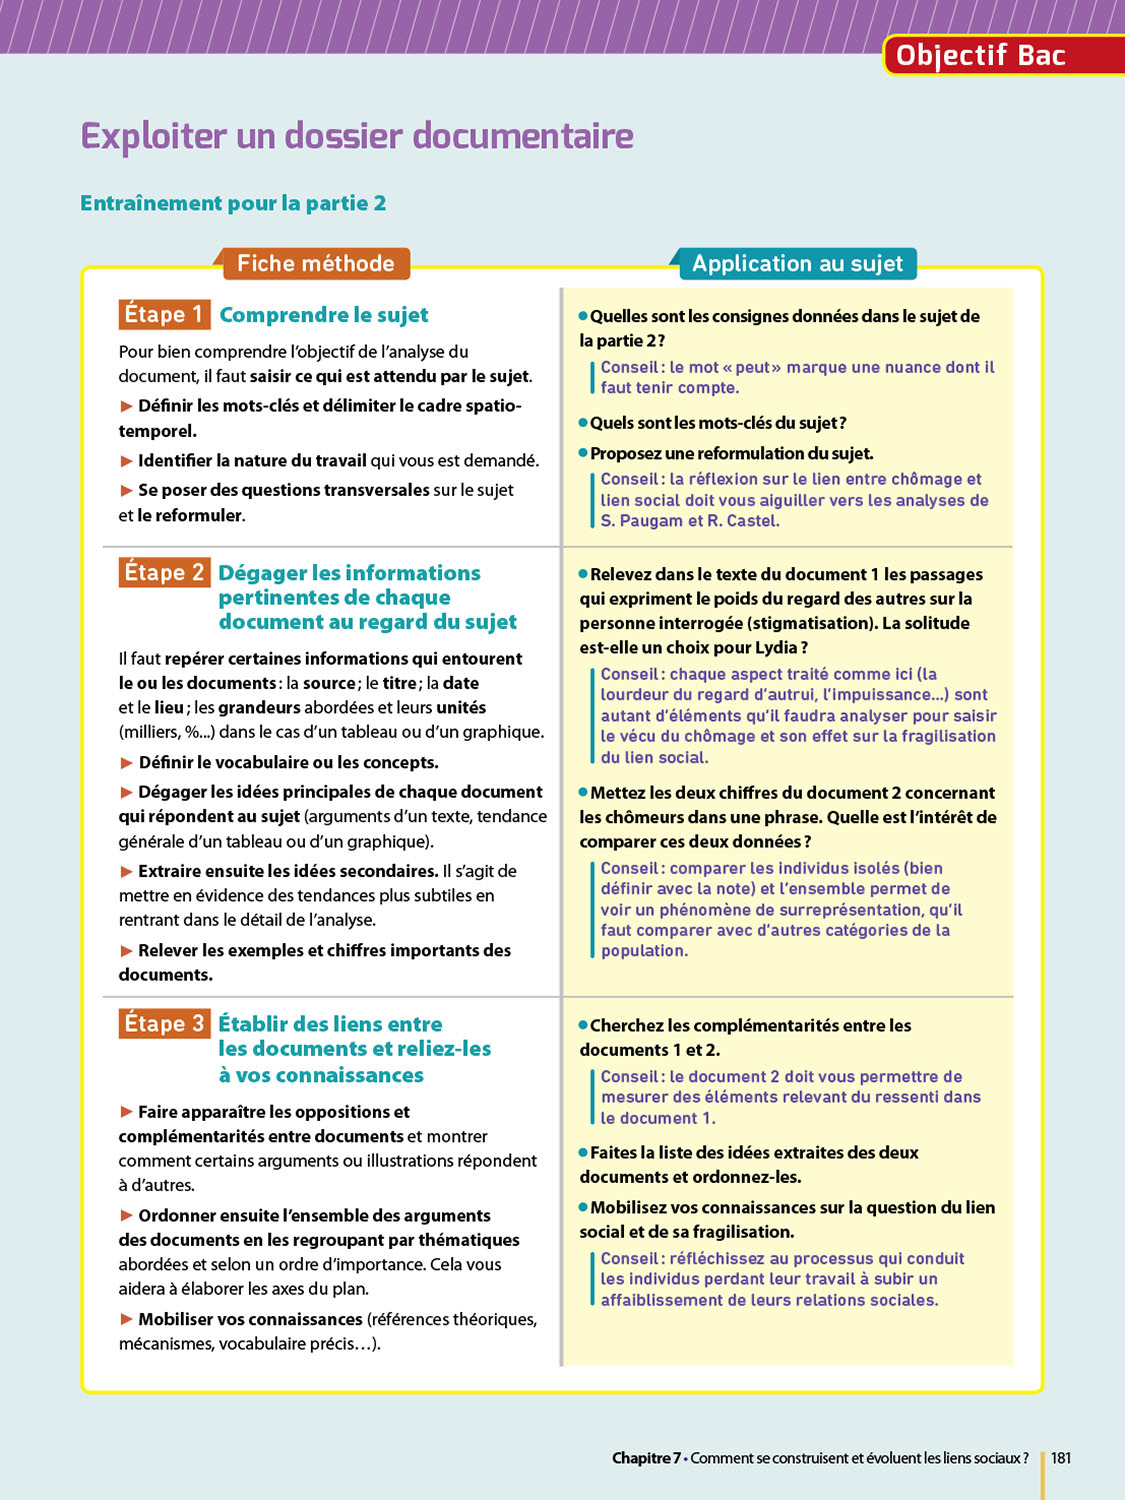 Objectif Bac
Exploiter un dossier documentaire
Entraînement pour la partie 2
Fiche méthode
Étape 1 Comprendre le sujet
Pour bien comprendre l'objectif de l'analyse du
document, il faut saisir ce qui est attendu par le sujet.
► Définir les mots-clés et délimiter le cadre spatio-
temporel.
► Identifier la nature du travail qui vous est demandé.
► Se poser des questions transversales sur le sujet
et le reformuler.
Application au sujet
● Quelles sont les consignes données dans le sujet de
la partie 2 ?
Conseil : le mot « peut » marque une nuance dont il
faut tenir compte.
● Quels sont les mots-clés du sujet ?
● Proposez une reformulation du sujet.
Conseil : la réflexion sur le lien entre chômage et
lien social doit vous aiguiller vers les analyses de
S. Paugam et R. Castel.
Étape 2 Dégager les informations
pertinentes de chaque
document au regard du sujet
Il faut repérer certaines informations qui entourent
le ou les documents : la source ; le titre ; la date
et le lieu ; les grandeurs abordées et leurs unités
(milliers, %...) dans le cas d'un tableau ou d'un graphique.
► Définir le vocabulaire ou les concepts.
► Dégager les idées principales de chaque document
qui répondent au sujet (arguments d'un texte, tendance
générale d'un tableau ou d'un graphique).
► Extraire ensuite les idées secondaires. Il s'agit de
mettre en évidence des tendances plus subtiles en
rentrant dans le détail de l'analyse.
► Relever les exemples et chiffres importants des
documents.
● Relevez dans le texte du document 1 les passages
qui expriment le poids du regard des autres sur la
personne interrogée (stigmatisation). La solitude
est-elle un choix pour Lydia ?
Conseil : chaque aspect traité comme ici (la
lourdeur du regard d'autrui, l'impuissance...) sont
autant d'éléments qu'il faudra analyser pour saisir
le vécu du chômage et son effet sur la fragilisation
du lien social.
● Mettez les deux chiffres du document 2 concernant
les chômeurs dans une phrase. Quelle est l'intérêt de
comparer ces deux données ?
Conseil : comparer les individus isolés (bien
définir avec la note) et l'ensemble permet de
voir un phénomène de surreprésentation, qu'il
faut comparer avec d'autres catégories de la
population.
Étape 3 Établir des liens entre
les documents et reliez-les
à vos connaissances
► Faire apparaître les oppositions et
complémentarités entre documents et montrer
comment certains arguments ou illustrations répondent
à d'autres.
► Ordonner ensuite l'ensemble des arguments
des documents en les regroupant par thématiques
abordées et selon un ordre d'importance. Cela vous
aidera à élaborer les axes du plan.
► Mobiliser vos connaissances (références théoriques,
mécanismes, vocabulaire précis…).
● Cherchez les complémentarités entre les
documents 1 et 2.
Conseil : le document 2 doit vous permettre de
mesurer des éléments relevant du ressenti dans
le document 1.
● Faites la liste des idées extraites des deux
documents et ordonnez-les.
● Mobilisez vos connaissances sur la question du lien
social et de sa fragilisation.
Conseil : réfléchissez au processus qui conduit
les individus perdant leur travail à subir un
affaiblissement de leurs relations sociales.
Chapitre 7 • Comment se construisent et évoluent les liens sociaux ? 181